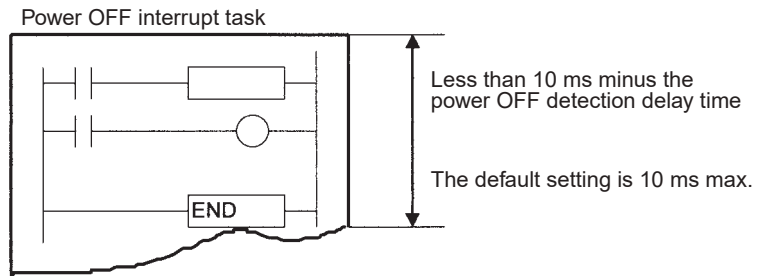 Power OFF interrupt task
Less than 10 ms minus the
power OFF detection delay time
The default setting is 10 ms max.
END